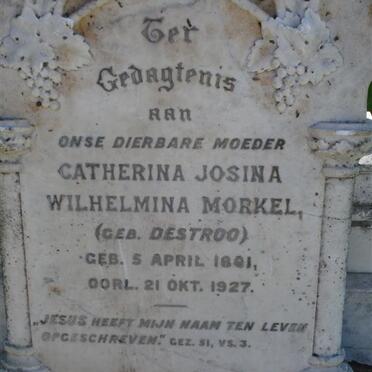 Ter
Gedagtenis
aan
ONSE DIERBARE MOEDER
CATHERINA JOSINA
WILHELMINA MORKEL,
(GEB. DESTROO)
GEB. 5 APRIL 1881,
OORL. 21 OKT. 1927.
„JESUS HEEFT MIJN NAAM TEN LEVEN
OPGESCHREVEN." GEZ. 51, VS. 3.